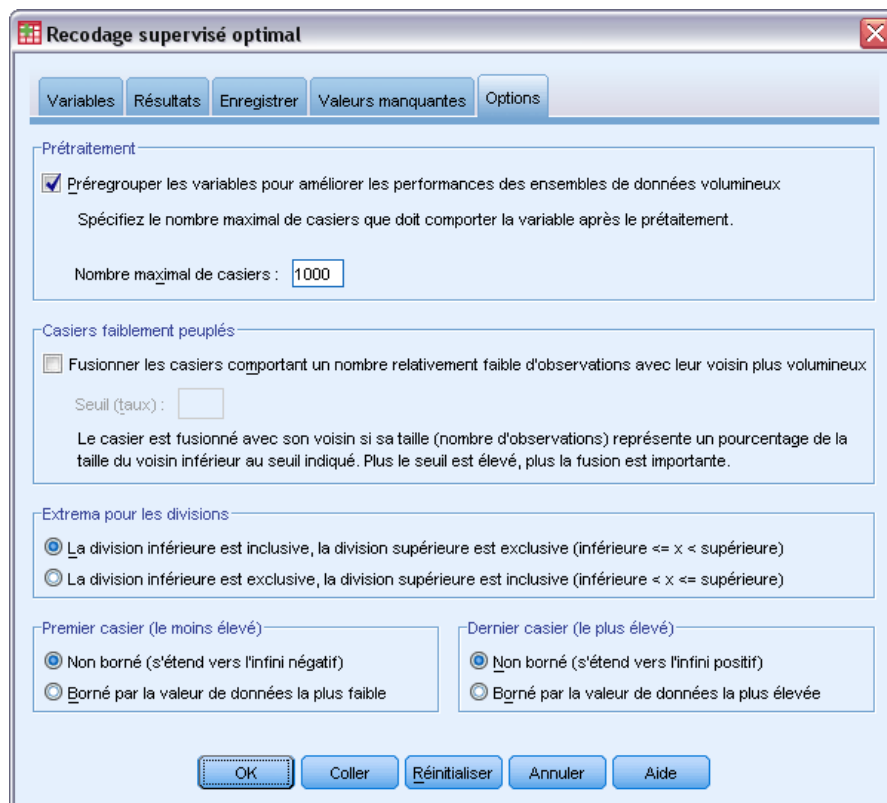 Recodage supervisé optimal
Variables
Résultats
Enregistrer
Valeurs manquantes
Options
Prétraitement
Prérégrouper les variables pour améliorer les performances des ensembles de données volumineux
Spécifiez le nombre maximal de casiers que doit comporter la variable après le prétaitement.
Nombre maximal de casiers : 1000
Casiers faiblement peuplés
Fusionner les casiers comportant un nombre relativement faible d'observations avec leur voisin plus volumineux
Seuil (taux) :
Le casier est fusionné avec son voisin si sa taille (nombre d'observations) représente un pourcentage de la
taille du voisin inférieur au seuil indiqué. Plus le seuil est élevé, plus la fusion est importante.
Extrema pour les divisions
La division inférieure est inclusive, la division supérieure est exclusive (inférieure <= x < supérieure)
La division inférieure est exclusive, la division supérieure est inclusive (inférieure < x <= supérieure)
Premier casier (le moins élevé)
Non borné (s'étend vers l'infini négatif)
Borné par la valeur de données la plus faible
Dernier casier (le plus élevé)
Non borné (s'étend vers l'infini positif)
Borné par la valeur de données la plus élevée
OK
Coller
Réinitialiser
Annuler
Aide